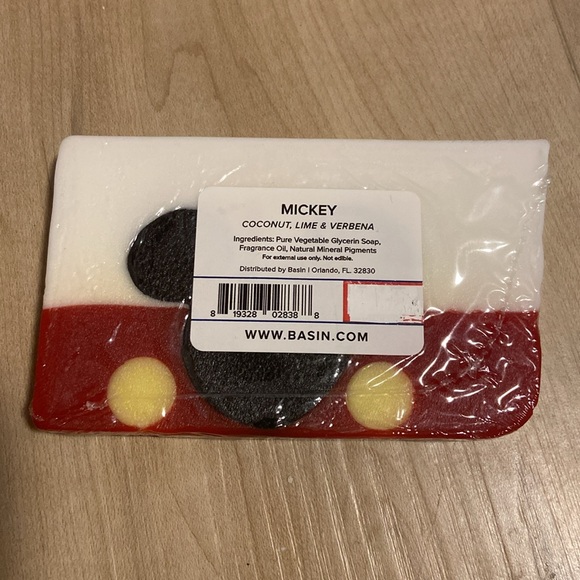 MICKEY
COCONUT, LIME & VERBENA
Ingredients: Pure Vegetable Glycerin Soap,
Fragrance Oil, Natural Mineral Pigments
For external use only. Not edible.
Distributed by Basin | Orlando, FL. 32830
8 19328 02838 8
WWW.BASIN.COM